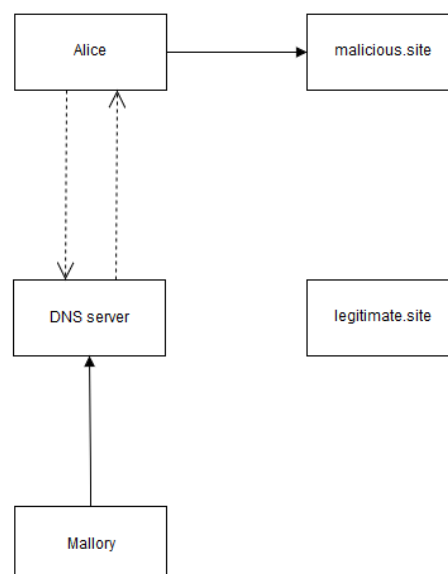 Alice
malicious.site
DNS server
legitimate.site
Mallory